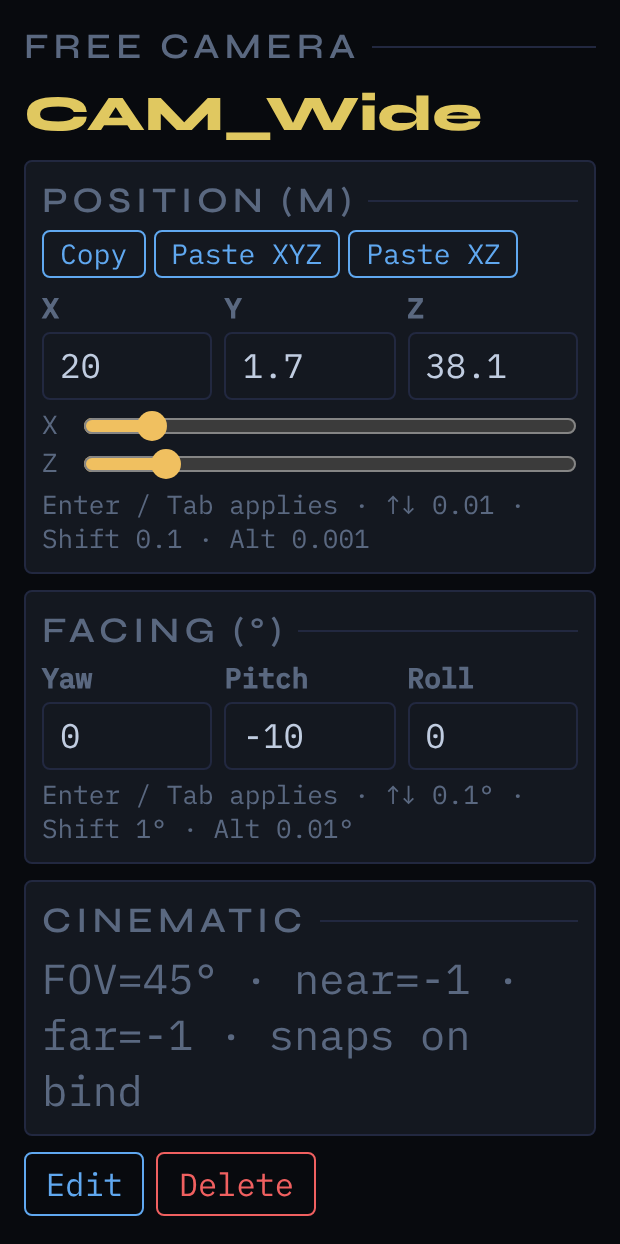 FREE CAMERA
CAM_Wide
POSITION (M)
Copy Paste XYZ Paste XZ
X Y Z
20 1.7 38.1
X
Z
Enter / Tab applies · ↑↓ 0.01 ·
Shift 0.1 · Alt 0.001
FACING (°)
Yaw Pitch Roll
0 -10 0
Enter / Tab applies · ↑↓ 0.1° ·
Shift 1° · Alt 0.01°
CINEMATIC
FOV=45° · near=-1 ·
far=-1 · snaps on
bind
Edit Delete